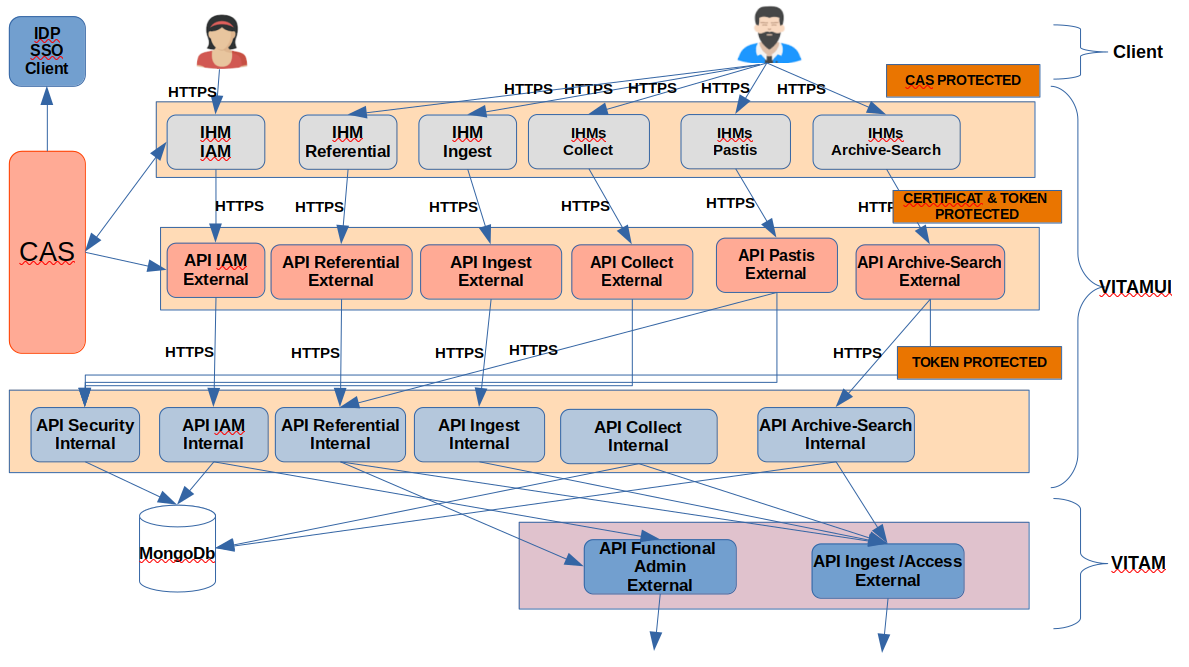 IDP
SSO
Client
Client
CAS PROTECTED
HTTPS
HTTPS
HTTPS
HTTPS
HTTPS
HTTPS
IHM
IAM
IHM
Referential
IHM
Ingest
IHMs
Collect
IHMs
Pastis
IHMs
Archive-Search
CAS
HTTPS
HTTPS
HTTPS
HTTPS
HTTPS
CERTIFICAT & TOKEN
PROTECTED
API IAM
External
API Referential
External
API Ingest
External
API Collect
External
API Pastis
External
API Archive-Search
External
VITAMUI
HTTPS
HTTPS
HTTPS
HTTPS
HTTPS
TOKEN PROTECTED
API Security
Internal
API IAM
Internal
API Referential
Internal
API Ingest
Internal
API Collect
Internal
API Archive-Search
Internal
MongoDb
API Functional
Admin
External
API Ingest /Access
External
VITAM